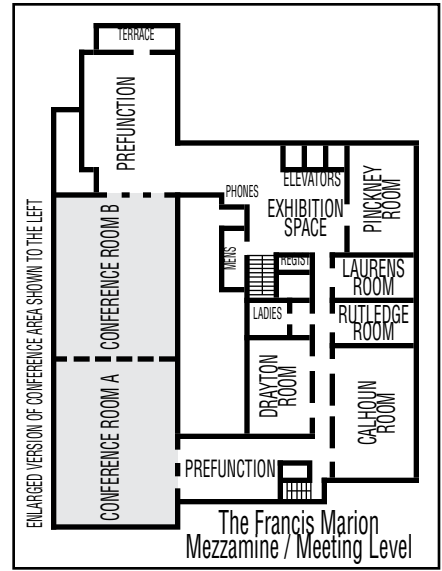 TERRACE
PREFUNCTION
ELEVATORS
PINCKNEY
ROOM
PHONES
EXHIBITION
SPACE
CONFERENCE ROOM B
MENS
REGIST
LAURENS
ROOM
LADIES
RUTLEDGE
ROOM
DRAYTON
ROOM
CALHOUN
ROOM
CONFERENCE ROOM A
PREFUNCTION
ENLARGED VERSION OF CONFERENCE AREA SHOWN TO THE LEFT
The Francis Marion
Mezzamine / Meeting Level